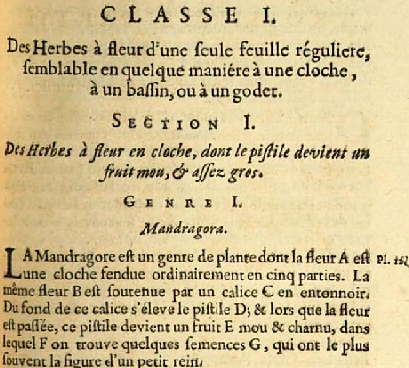 CLASSE I.
Des Herbes à fleur d'une ſeule feuille réguliere,
ſemblable en quelque maniére à une cloche,
à un baſſin, ou à un godet.
SECTION I.
Des Herbes à fleur en cloche, dont le piſtile devient un
fruit mou, & aſſez gros.
GENRE I.
Mandragora.
LA Mandragore eſt un genre de plante dont la fleur A eſt Pl. 12.
une cloche fendue ordinairement en cinq parties. La
même fleur B eſt ſoutenue par un calice C en entonnoir.
Du fond de ce calice s'éleve le piſtile D; & lors que la fleur
eſt paſſée, ce piſtile devient un fruit E mou & charnu, dans
lequel F on trouve quelques ſemences G, qui ont le plus
ſouvent la figure d'un petit rein.